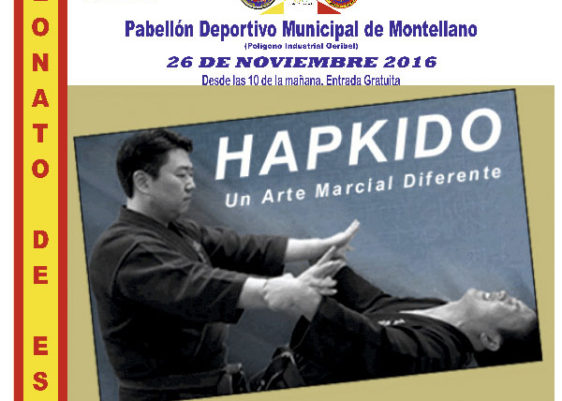 Pabellón Deportivo Municipal de Montellano
(Polígono Industrial Geribel)
26 DE NOVIEMBRE 2016
Desde las 10 de la mañana. Entrada Gratuita
ONATO DE ES
HAPKIDO
Un Arte Marcial Diferente